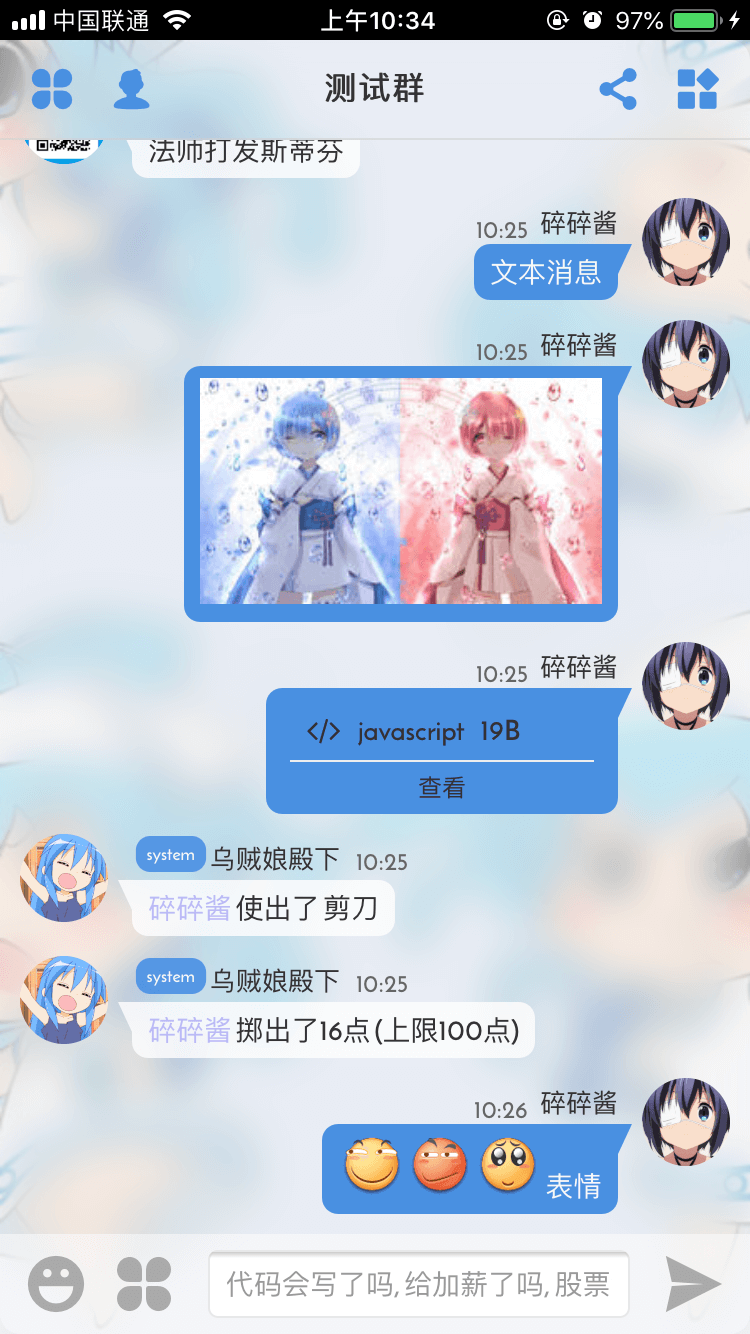 中国联通 上午10:34 97%
测试群
法师打发斯蒂芬
10:25 碎碎酱
文本消息
10:25 碎碎酱
10:25 碎碎酱
</> javascript 19B
查看
system 乌贼娘殿下 10:25
碎碎酱 使出了 剪刀
system 乌贼娘殿下 10:25
碎碎酱 掷出了16点 (上限100点)
10:26 碎碎酱
表情
代码会写了吗, 给加薪了吗, 股票